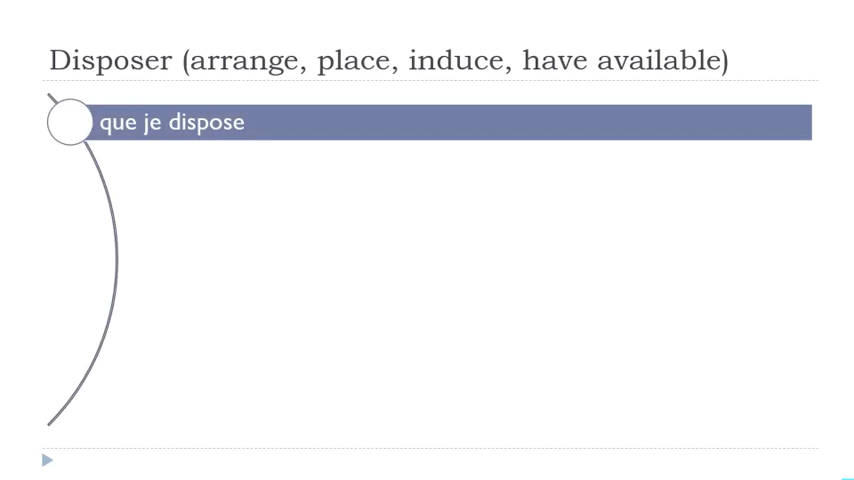 Disposer (arrange, place, induce, have available)
que je dispose